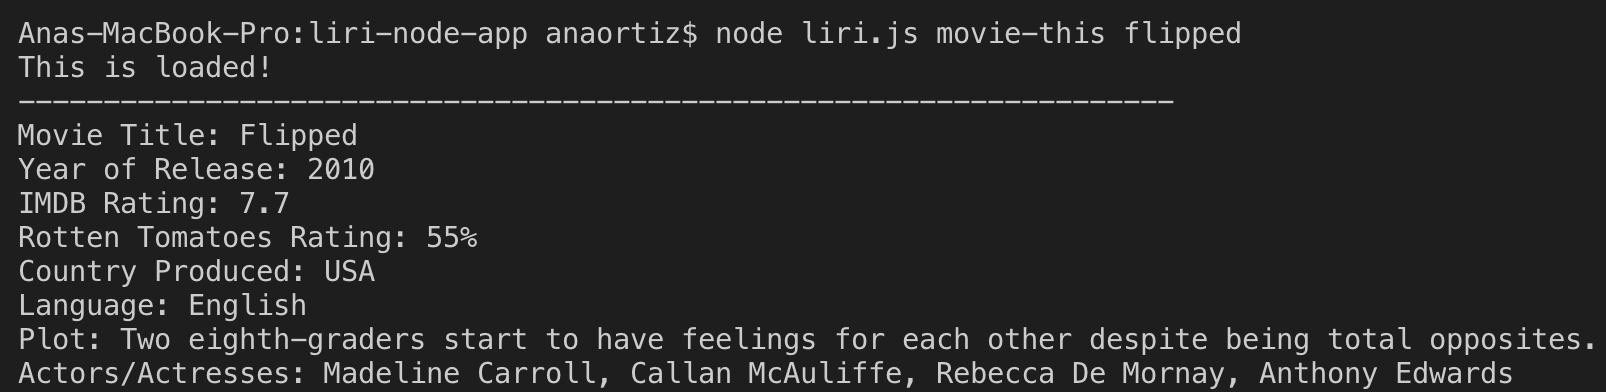 Anas-MacBook-Pro:liri-node-app anaortiz$ node liri.js movie-this flipped
This is loaded!
--------------------------------------------------------------------
Movie Title: Flipped
Year of Release: 2010
IMDB Rating: 7.7
Rotten Tomatoes Rating: 55%
Country Produced: USA
Language: English
Plot: Two eighth-graders start to have feelings for each other despite being total opposites.
Actors/Actresses: Madeline Carroll, Callan McAuliffe, Rebecca De Mornay, Anthony Edwards